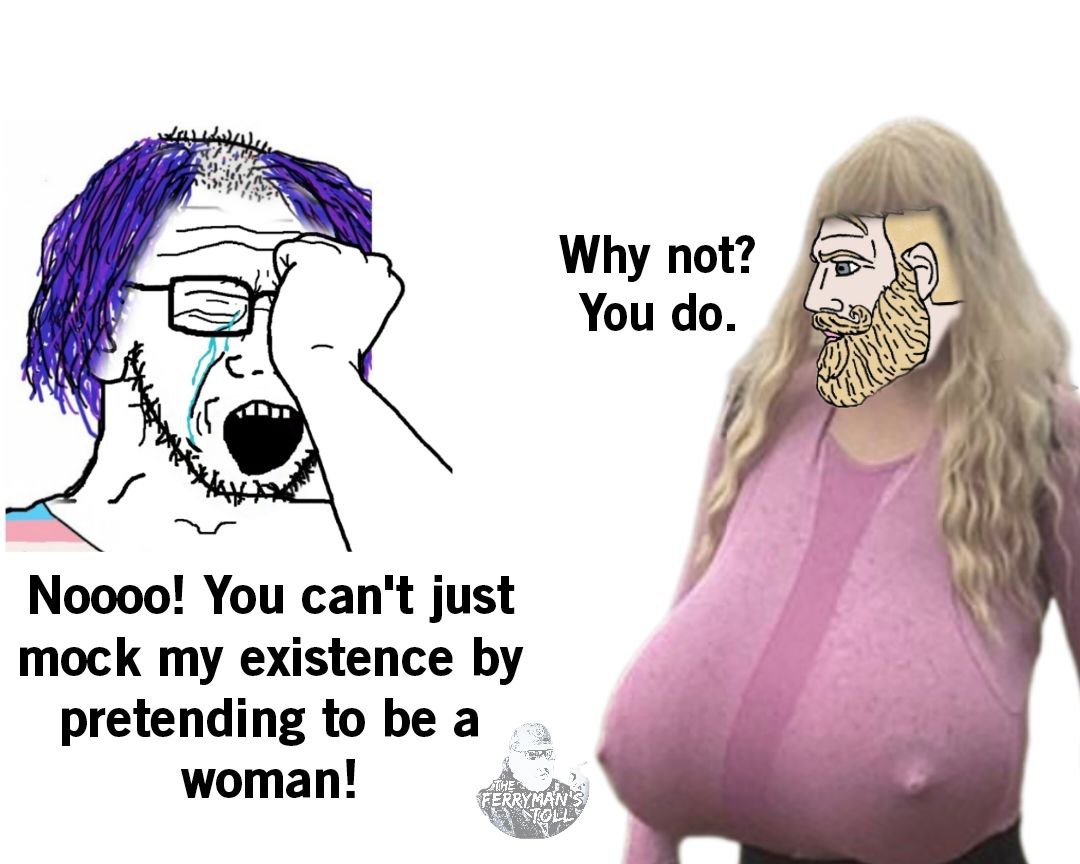 Why not?
You do.
Noooo! You can't just
mock my existence by
pretending to be a
woman!
THE
FERRYMAN'S
TOLL